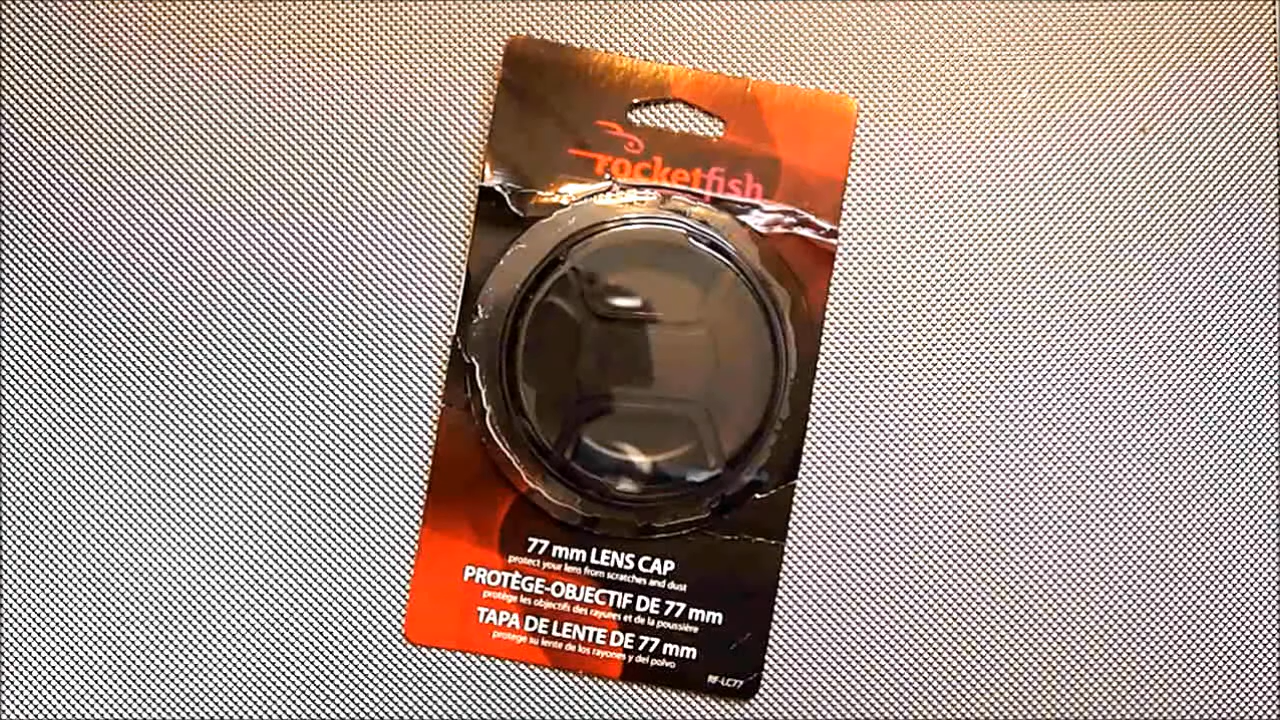 rocketfish
77 mm LENS CAP
protect your lens from scratches and dust
PROTÈGE-OBJECTIF DE 77 mm
protège les objectifs des rayures et de la poussière
TAPA DE LENTE DE 77 mm
protege su lente de los rayones y del polvo
RF-LC77